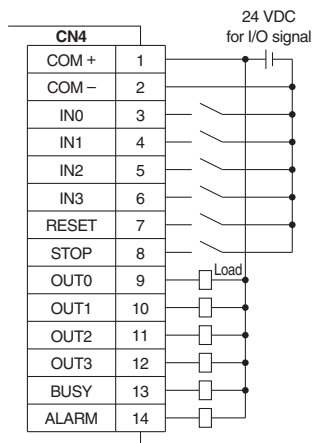 24 VDC
for I/O signal
CN4
COM + 1
COM – 2
IN0 3
IN1 4
IN2 5
IN3 6
RESET 7
STOP 8
OUT0 9
Load
OUT1 10
OUT2 11
OUT3 12
BUSY 13
ALARM 14